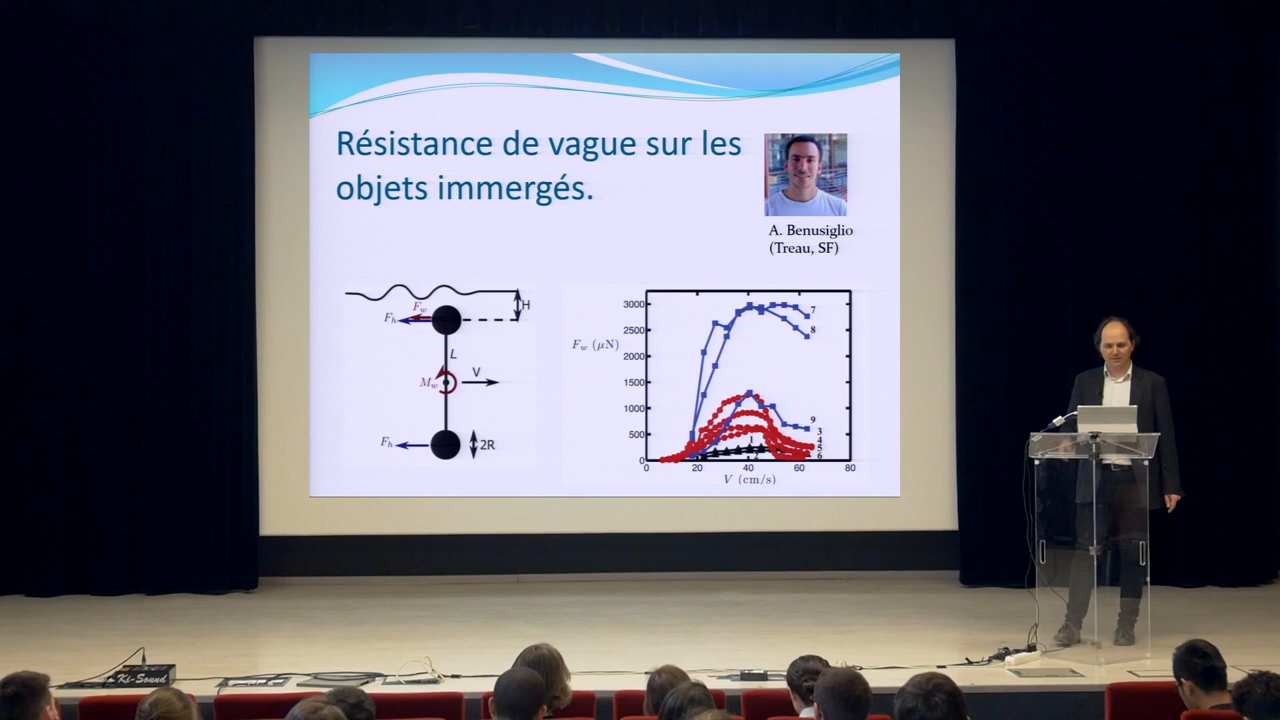 Résistance de vague sur les
objets immergés.
A. Benusiglio
(Treau, SF)
H
F_w
F_h
L
M_w
V
F_h
2R
F_w (μN)
3000
2500
2000
1500
1000
500
0
7
8
9
1
3
4
5
6
0 20 40 60 80
V (cm/s)
Ki-Sound